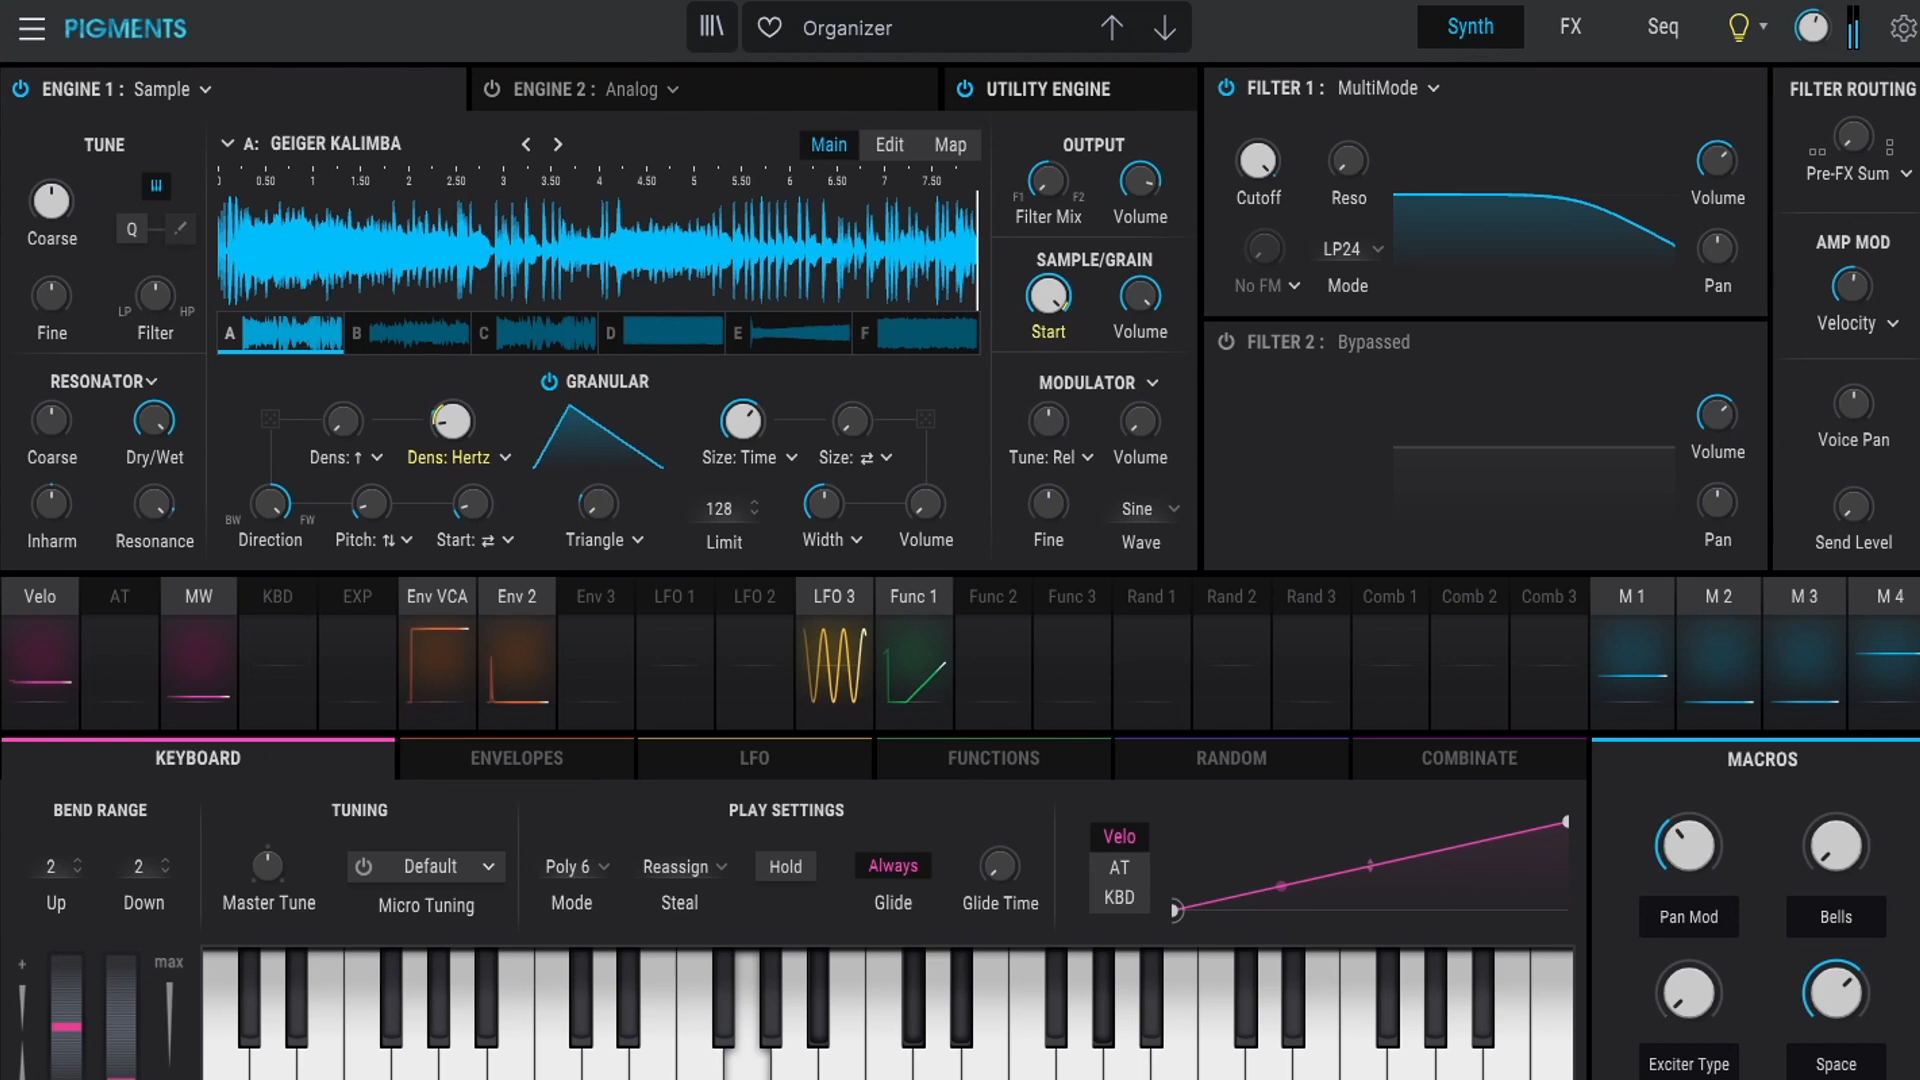 PIGMENTS
Organizer
Synth FX Seq
ENGINE 1 : Sample
ENGINE 2 : Analog
UTILITY ENGINE
FILTER 1 : MultiMode
FILTER ROUTING
TUNE
A: GEIGER KALIMBA
Main Edit Map
0.50 1 1.50 2 2.50 3 3.50 4 4.50 5 5.50 6 6.50 7 7.50
Coarse
Q
Fine
LP HP
Filter
A B C D E F
OUTPUT
F1 F2
Filter Mix Volume
SAMPLE/GRAIN
Start Volume
Cutoff Reso Volume
LP24
No FM Mode Pan
Pre-FX Sum
AMP MOD
Velocity
FILTER 2 : Bypassed
Volume
Pan
Voice Pan
Send Level
RESONATOR
Coarse Dry/Wet
Inharm Resonance
GRANULAR
Dens: ↑ Dens: Hertz Size: Time Size: ⇄
BW FW
128
Direction Pitch: ⇅ Start: ⇄ Triangle Limit Width Volume
MODULATOR
Tune: Rel Volume
Sine
Fine Wave
Velo AT MW KBD EXP Env VCA Env 2 Env 3 LFO 1 LFO 2 LFO 3 Func 1 Func 2 Func 3 Rand 1 Rand 2 Rand 3 Comb 1 Comb 2 Comb 3 M 1 M 2 M 3 M 4
KEYBOARD ENVELOPES LFO FUNCTIONS RANDOM COMBINATE MACROS
BEND RANGE TUNING PLAY SETTINGS
2 2
Up Down
Default
Master Tune Micro Tuning
Poly 6 Reassign Hold Always
Mode Steal Glide Glide Time
Velo
AT
KBD
Pan Mod Bells
Exciter Type Space
+ max